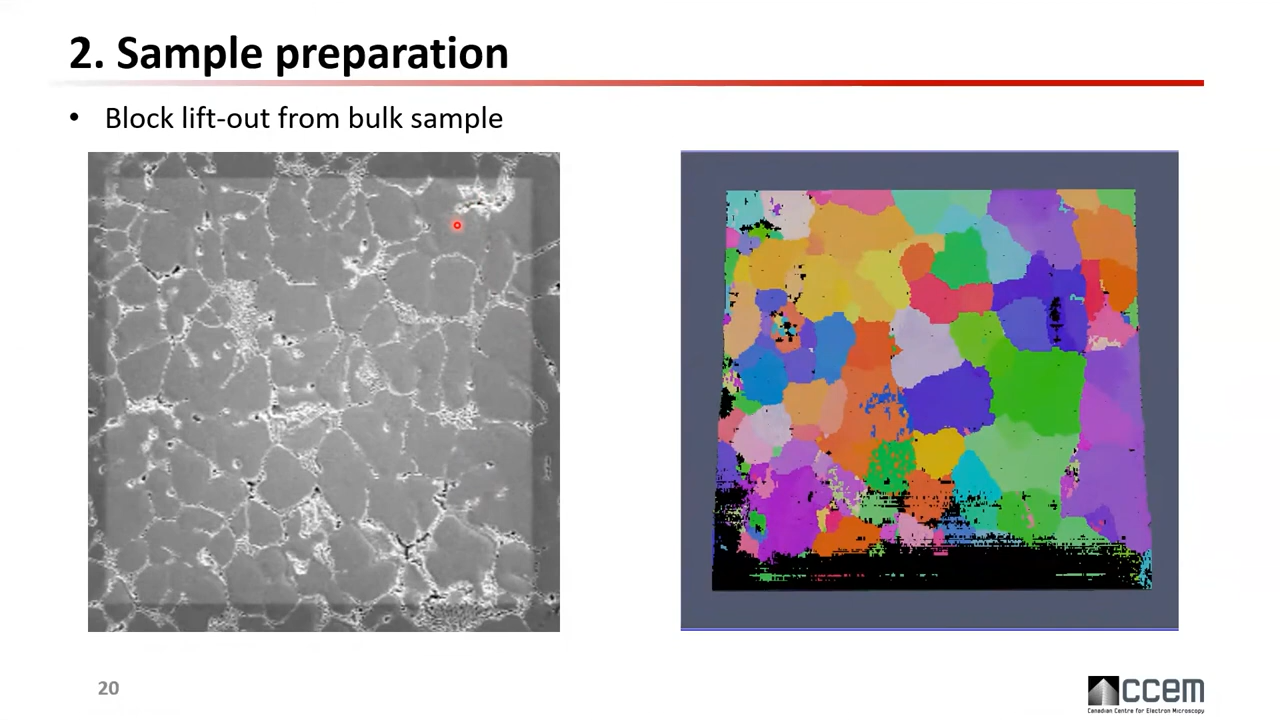 2. Sample preparation
• Block lift-out from bulk sample
20
ccem
Canadian Centre for Electron Microscopy